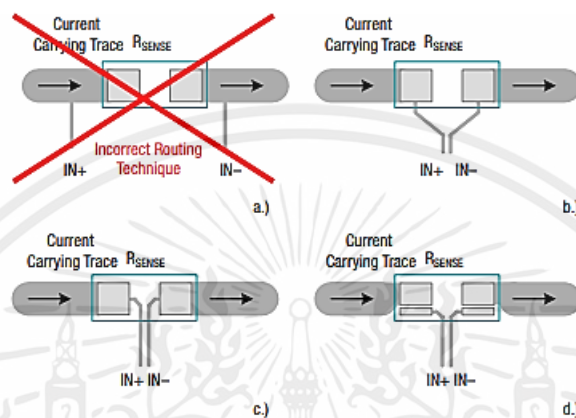 Current
Carrying Trace RSENSE
Incorrect Routing
Technique
IN+ IN–
a.)
Current
Carrying Trace RSENSE
IN+ IN–
b.)
Current
Carrying Trace RSENSE
IN+ IN–
c.)
Current
Carrying Trace RSENSE
IN+ IN–
d.)